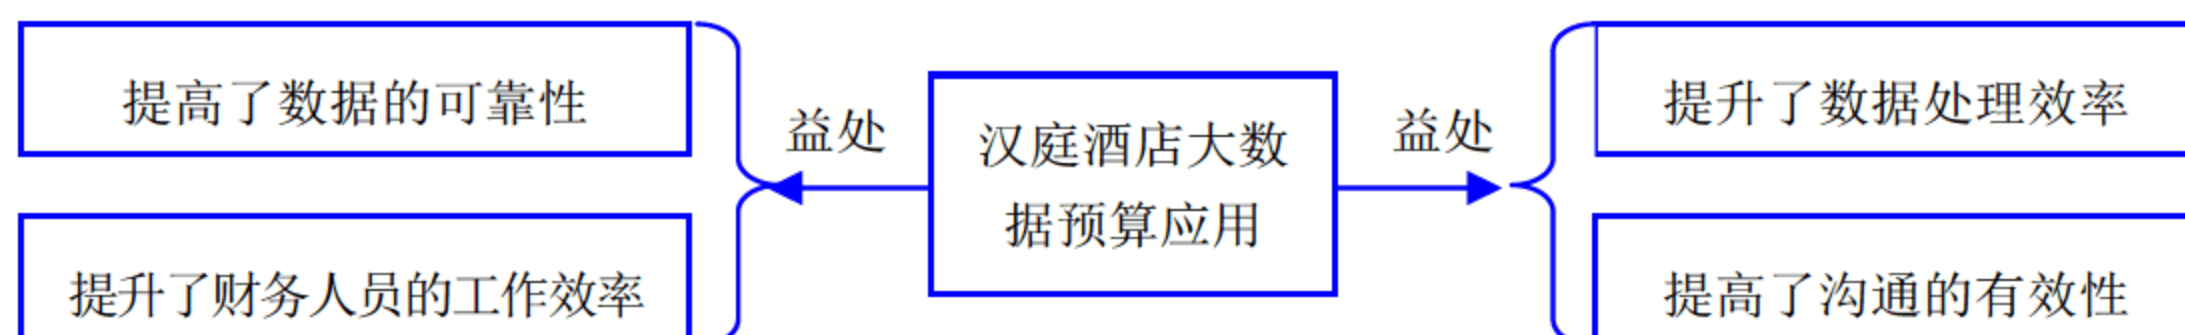 提高了数据的可靠性
提升了财务人员的工作效率
益处
汉庭酒店大数
据预算应用
益处
提升了数据处理效率
提高了沟通的有效性